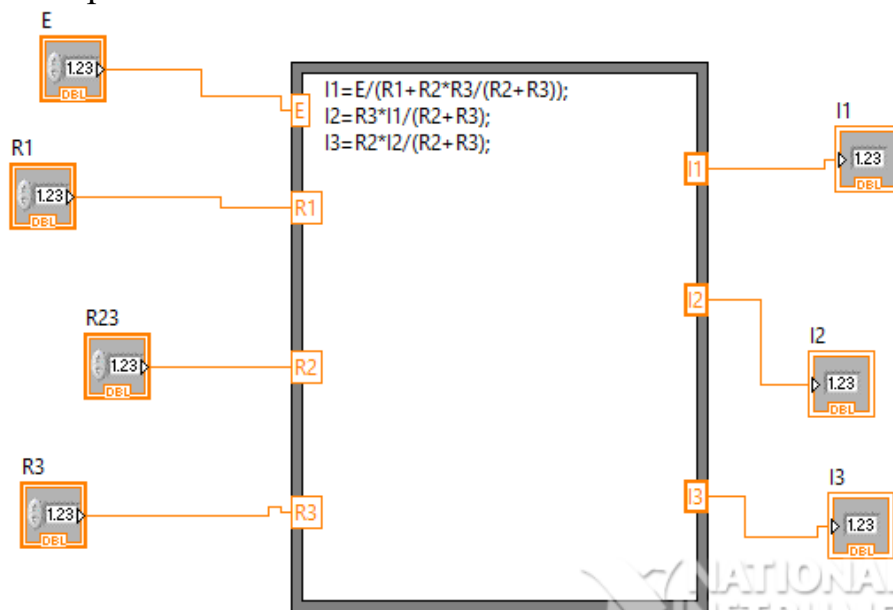 E
1.23
DBL
I1=E/(R1+R2*R3/(R2+R3));
I2=R3*I1/(R2+R3);
I3=R2*I2/(R2+R3);
E
I1
1.23
DBL
R1
1.23
DBL
I1
R1
I2
R23
1.23
DBL
R2
I2
1.23
DBL
R3
1.23
DBL
R3
I3
I3
1.23
DBL
NATIONA